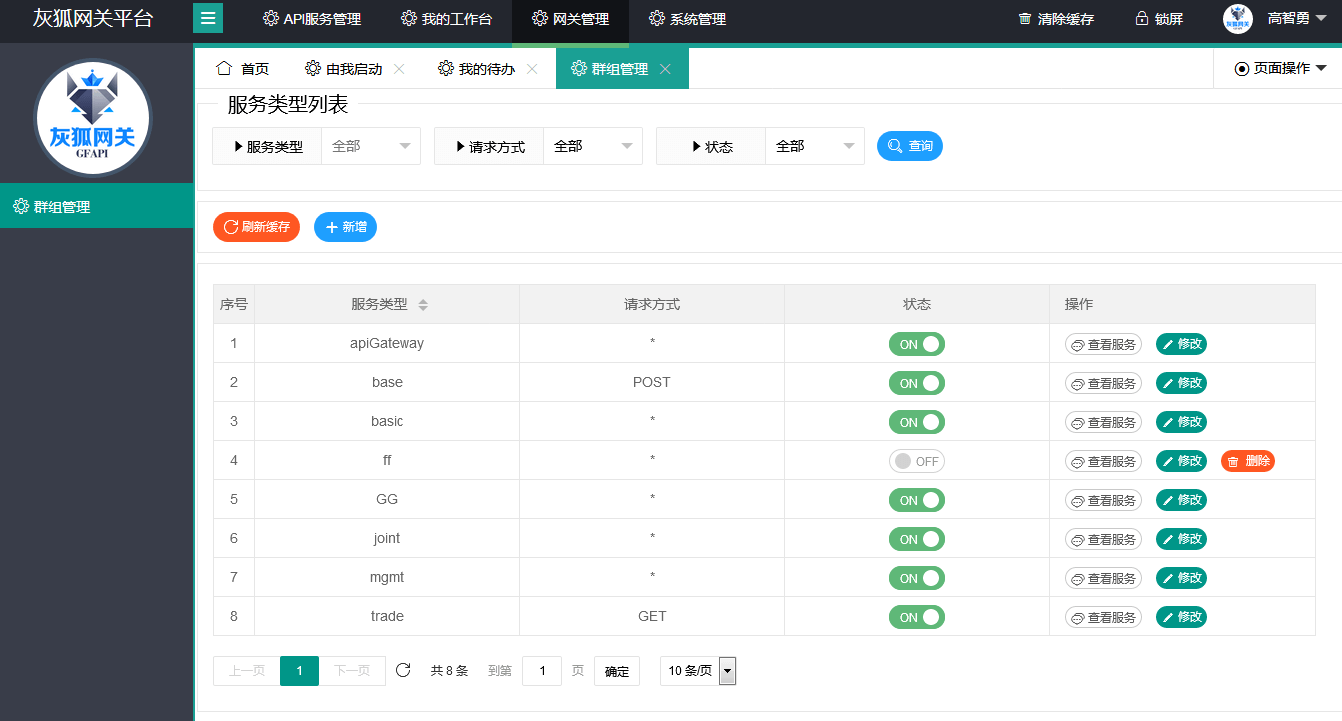 灰狐网关平台 API服务管理 我的工作台 网关管理 系统管理 清除缓存 锁屏 高智勇
灰狐网关
GFAPI
群组管理
首页 由我启动 我的待办 群组管理 页面操作
服务类型列表
服务类型 全部 请求方式 全部 状态 全部 查询
刷新缓存 新增
序号 服务类型 请求方式 状态 操作
1 apiGateway * ON 查看服务 修改
2 base POST ON 查看服务 修改
3 basic * ON 查看服务 修改
4 ff * OFF 查看服务 修改 删除
5 GG * ON 查看服务 修改
6 joint * ON 查看服务 修改
7 mgmt * ON 查看服务 修改
8 trade GET ON 查看服务 修改
上一页 1 下一页 共 8 条 到第 1 页 确定 10 条/页